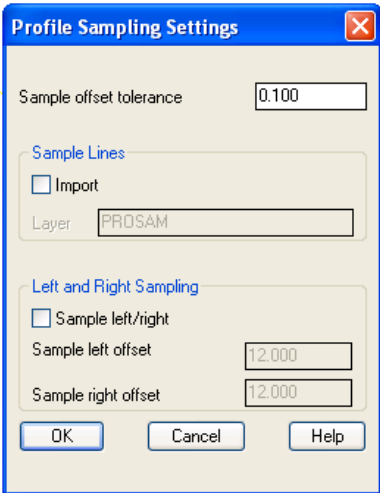 Profile Sampling Settings
Sample offset tolerance 0.100
Sample Lines
Import
Layer PROSAM
Left and Right Sampling
Sample left/right
Sample left offset 12.000
Sample right offset 12.000
OK Cancel Help